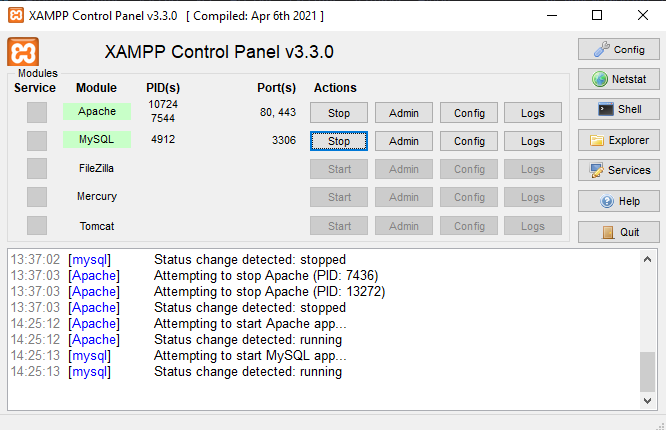 XAMPP Control Panel v3.3.0 [ Compiled: Apr 6th 2021 ]
XAMPP Control Panel v3.3.0
Config
Modules
Service Module PID(s) Port(s) Actions
Netstat
Apache 10724 7544 80, 443 Stop Admin Config Logs
Shell
MySQL 4912 3306 Stop Admin Config Logs
Explorer
FileZilla Start Admin Config Logs
Services
Mercury Start Admin Config Logs
Help
Tomcat Start Admin Config Logs
Quit
13:37:02 [mysql] Status change detected: stopped
13:37:03 [Apache] Attempting to stop Apache (PID: 7436)
13:37:03 [Apache] Attempting to stop Apache (PID: 13272)
13:37:03 [Apache] Status change detected: stopped
14:25:12 [Apache] Attempting to start Apache app...
14:25:12 [Apache] Status change detected: running
14:25:13 [mysql] Attempting to start MySQL app...
14:25:13 [mysql] Status change detected: running